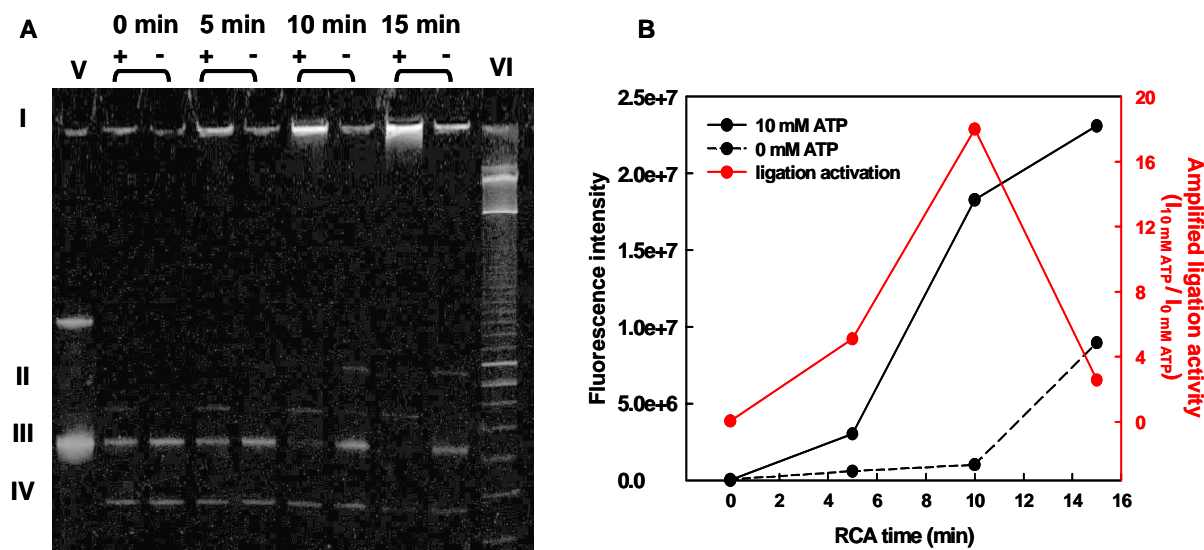 A
0 min 5 min 10 min 15 min
+ - + - + - + -
V VI
I
II
III
IV
B
2.5e+7
2.0e+7
1.5e+7
1.0e+7
5.0e+6
0.0
Fluorescence intensity
10 mM ATP
0 mM ATP
ligation activation
20
16
12
8
4
0
Amplified ligation activity
(I10 mM ATP / I0 mM ATP)
0 2 4 6 8 10 12 14 16
RCA time (min)